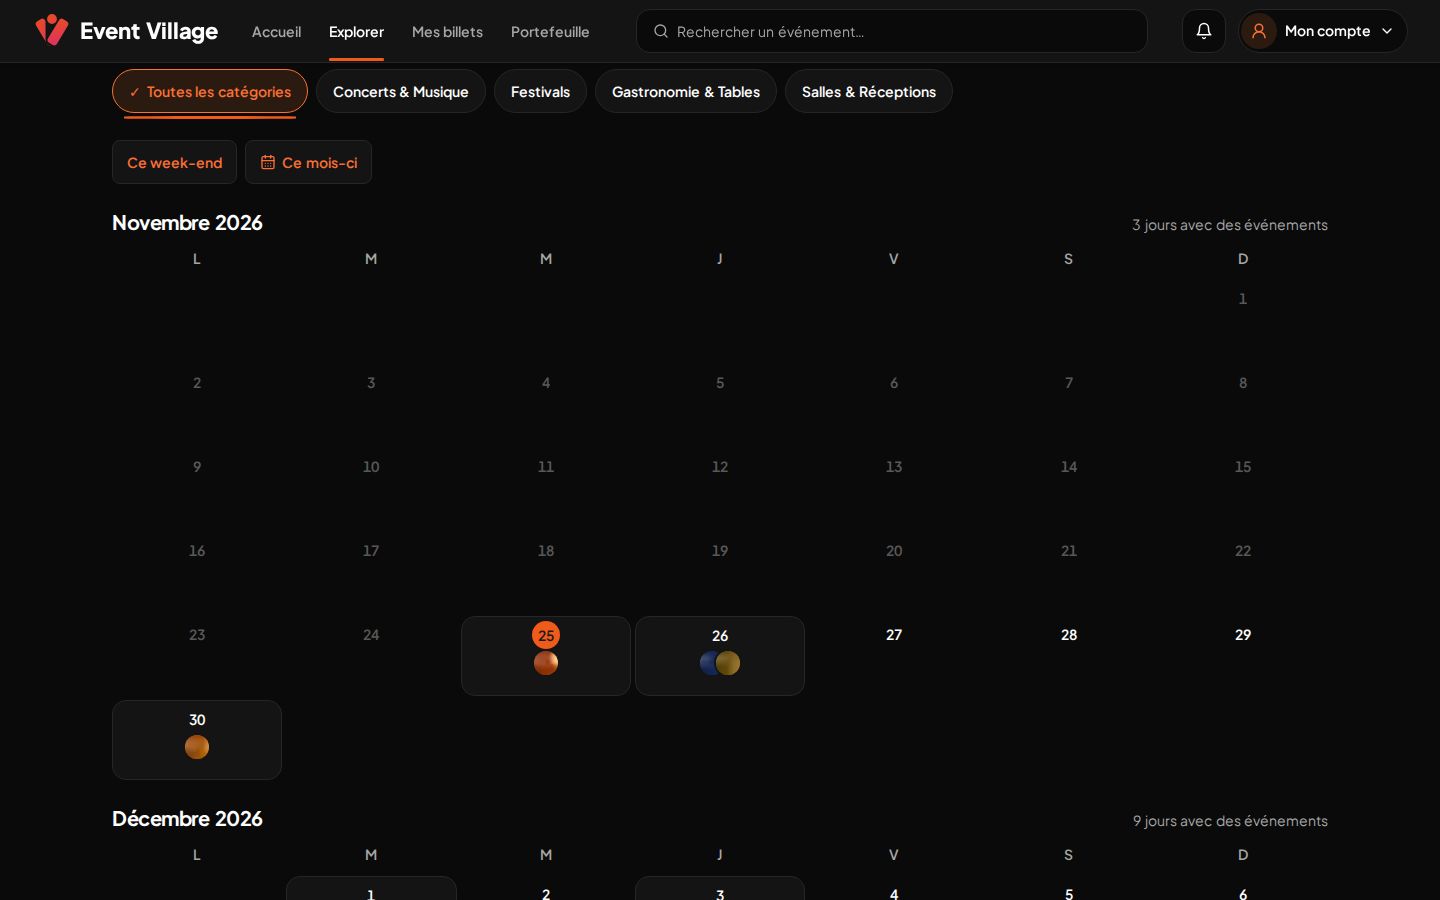 Event Village Accueil Explorer Mes billets Portefeuille Rechercher un événement... Mon compte
✓ Toutes les catégories Concerts & Musique Festivals Gastronomie & Tables Salles & Réceptions
Ce week-end Ce mois-ci
Novembre 2026 3 jours avec des événements
L M M J V S D
1
2 3 4 5 6 7 8
9 10 11 12 13 14 15
16 17 18 19 20 21 22
23 24 25 26 27 28 29
30
Décembre 2026 9 jours avec des événements
L M M J V S D
1 2 3 4 5 6